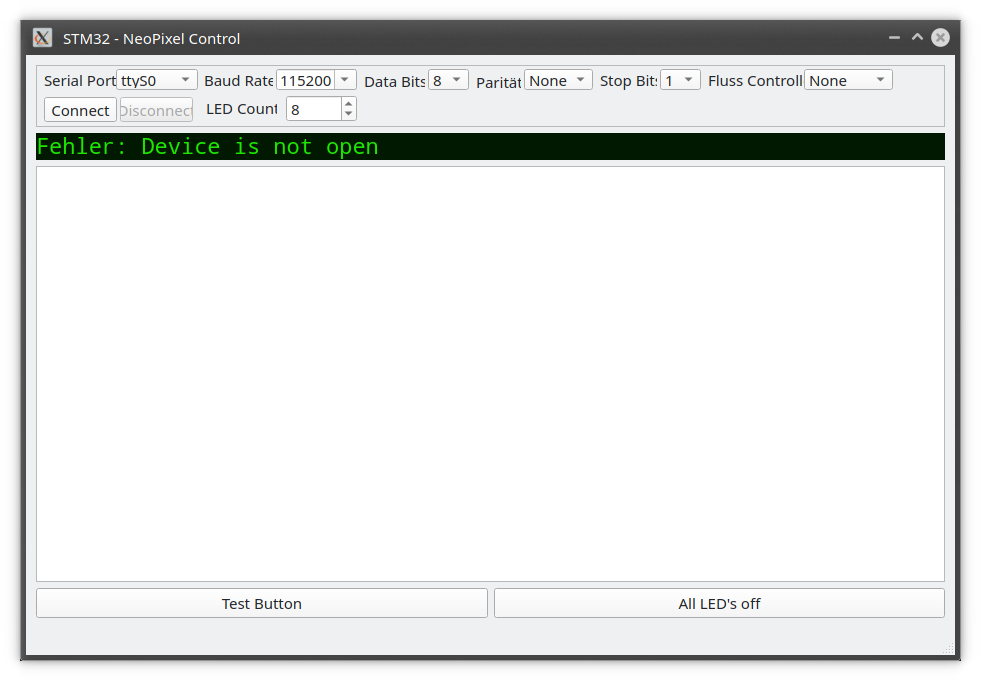 STM32 - NeoPixel Control
Serial Port ttyS0 Baud Rate 115200 Data Bits 8 Parität None Stop Bits 1 Fluss Controll None
Connect Disconnect LED Count 8
Fehler: Device is not open
Test Button All LED's off